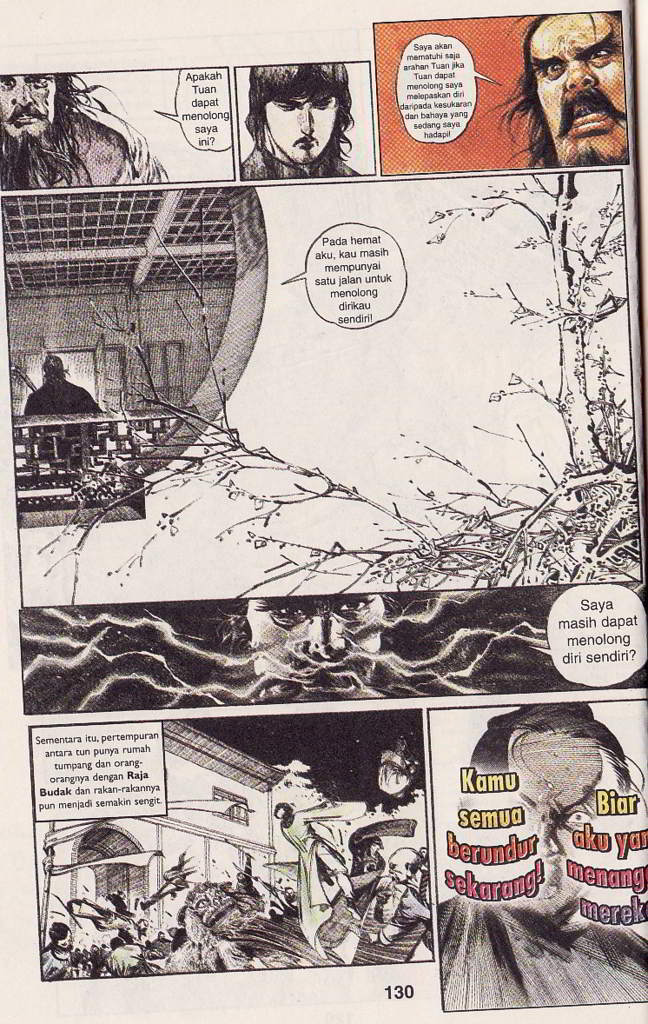 Apakah
Tuan
dapat
menolong
saya
ini?
Saya akan
mematuhi saja
arahan Tuan jika
Tuan dapat
menolong saya
melepaskan diri
daripada kesukaran
dan bahaya yang
sedang saya
hadapi!
Pada hemat
aku, kau masih
mempunyai
satu jalan untuk
menolong
dirikau
sendiri!
Saya
masih dapat
menolong
diri sendiri?
Sementara itu, pertempuran
antara tun punya rumah
tumpang dan orang-
orangnya dengan Raja
Budak dan rakan-rakannya
pun menjadi semakin sengit.
Kamu
semua
berundur
sekarang!
Biar
aku yan
menang
merek
130